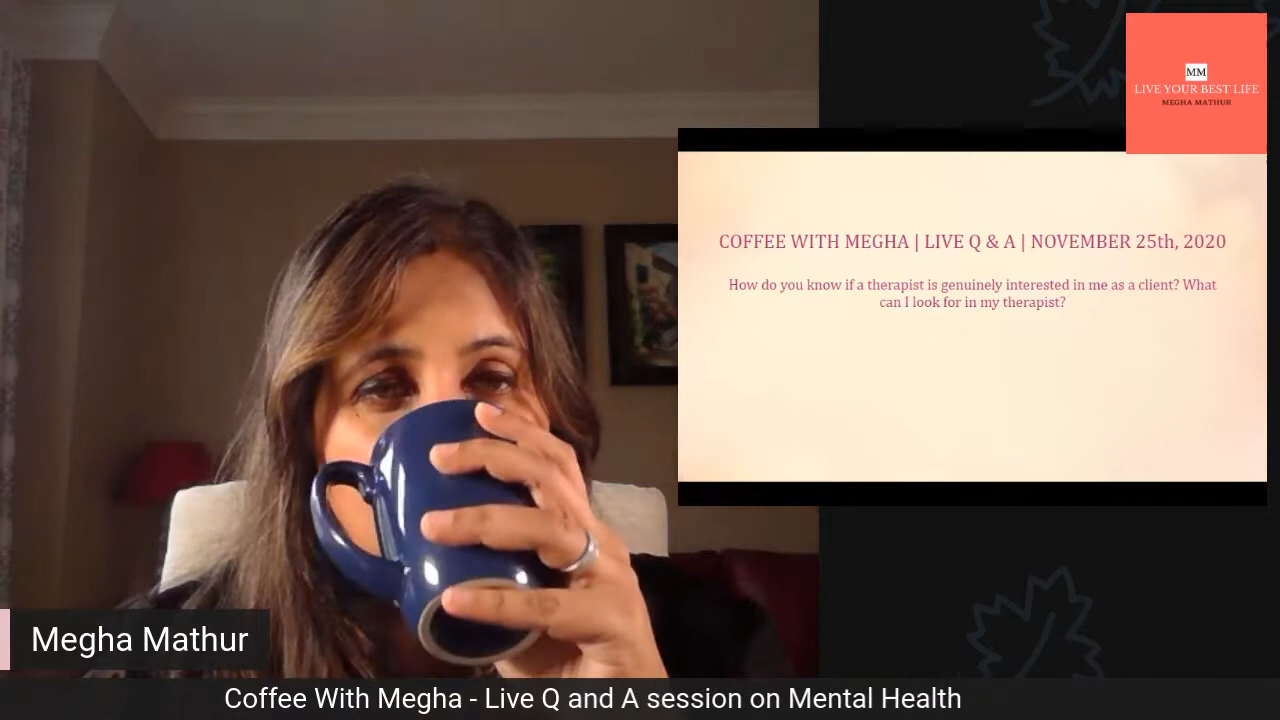 MM
LIVE YOUR BEST LIFE
MEGHA MATHUR
COFFEE WITH MEGHA | LIVE Q & A | NOVEMBER 25th, 2020
How do you know if a therapist is genuinely interested in me as a client? What
can I look for in my therapist?
Megha Mathur
Coffee With Megha - Live Q and A session on Mental Health